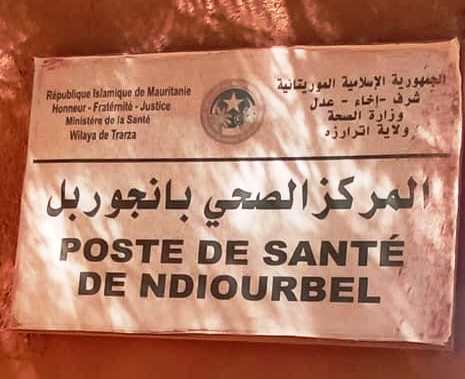 République Islamique de Mauritanie
Honneur - Fraternité - Justice
Ministère de la Santé
Wilaya de Trarza
الجمهورية الإسلامية الموريتانية
شرف -إخاء - عدل
وزارة الصحة
ولاية اترارزه
المركز الصحي بانجوربل
POSTE DE SANTÉ
DE NDIOURBEL